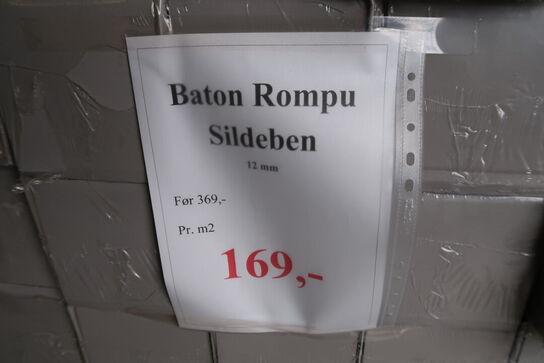 Baton Rompu
Sildeben
12 mm
Før 369,-
Pr. m2
169,-